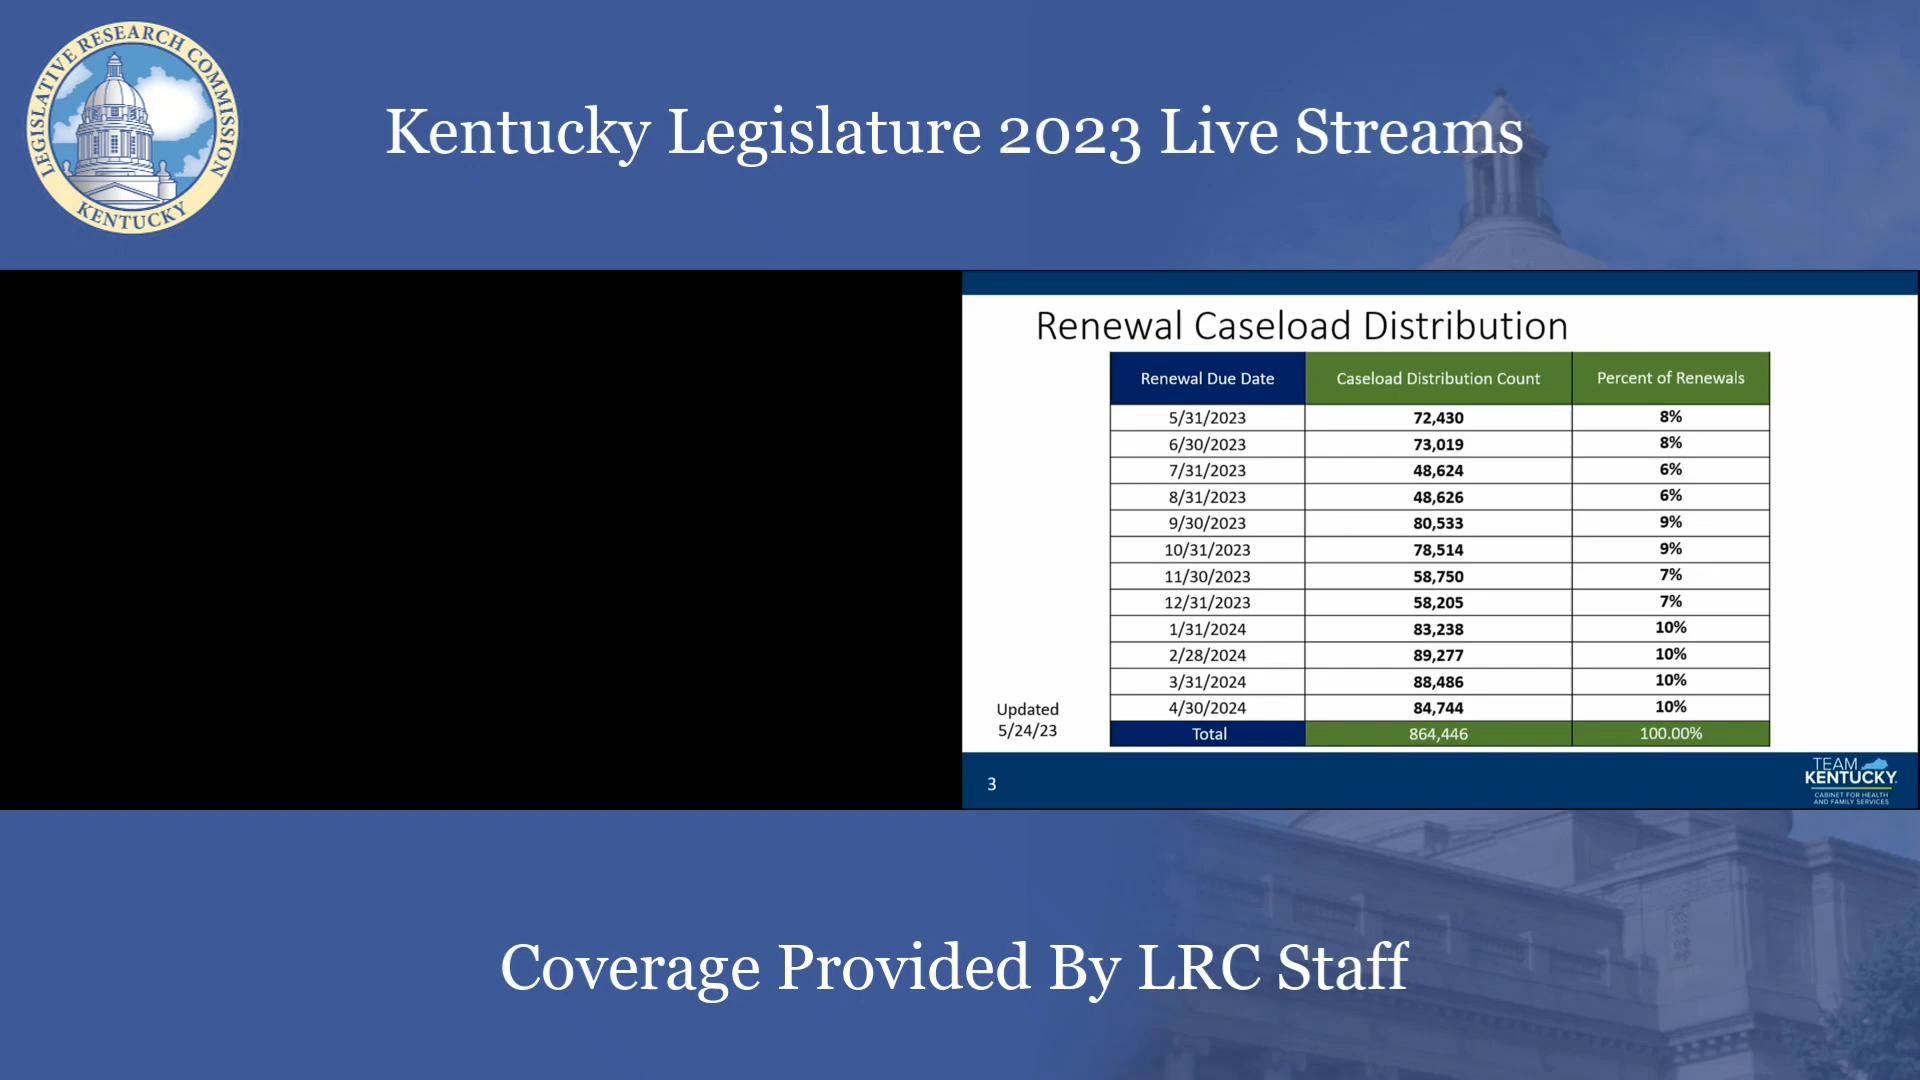 LEGISLATIVE RESEARCH COMMISSION
KENTUCKY
Kentucky Legislature 2023 Live Streams
Renewal Caseload Distribution
Renewal Due Date Caseload Distribution Count Percent of Renewals
5/31/2023 72,430 8%
6/30/2023 73,019 8%
7/31/2023 48,624 6%
8/31/2023 48,626 6%
9/30/2023 80,533 9%
10/31/2023 78,514 9%
11/30/2023 58,750 7%
12/31/2023 58,205 7%
1/31/2024 83,238 10%
2/28/2024 89,277 10%
3/31/2024 88,486 10%
4/30/2024 84,744 10%
Total 864,446 100.00%
Updated
5/24/23
3
TEAM
KENTUCKY
CABINET FOR HEALTH
AND FAMILY SERVICES
Coverage Provided By LRC Staff